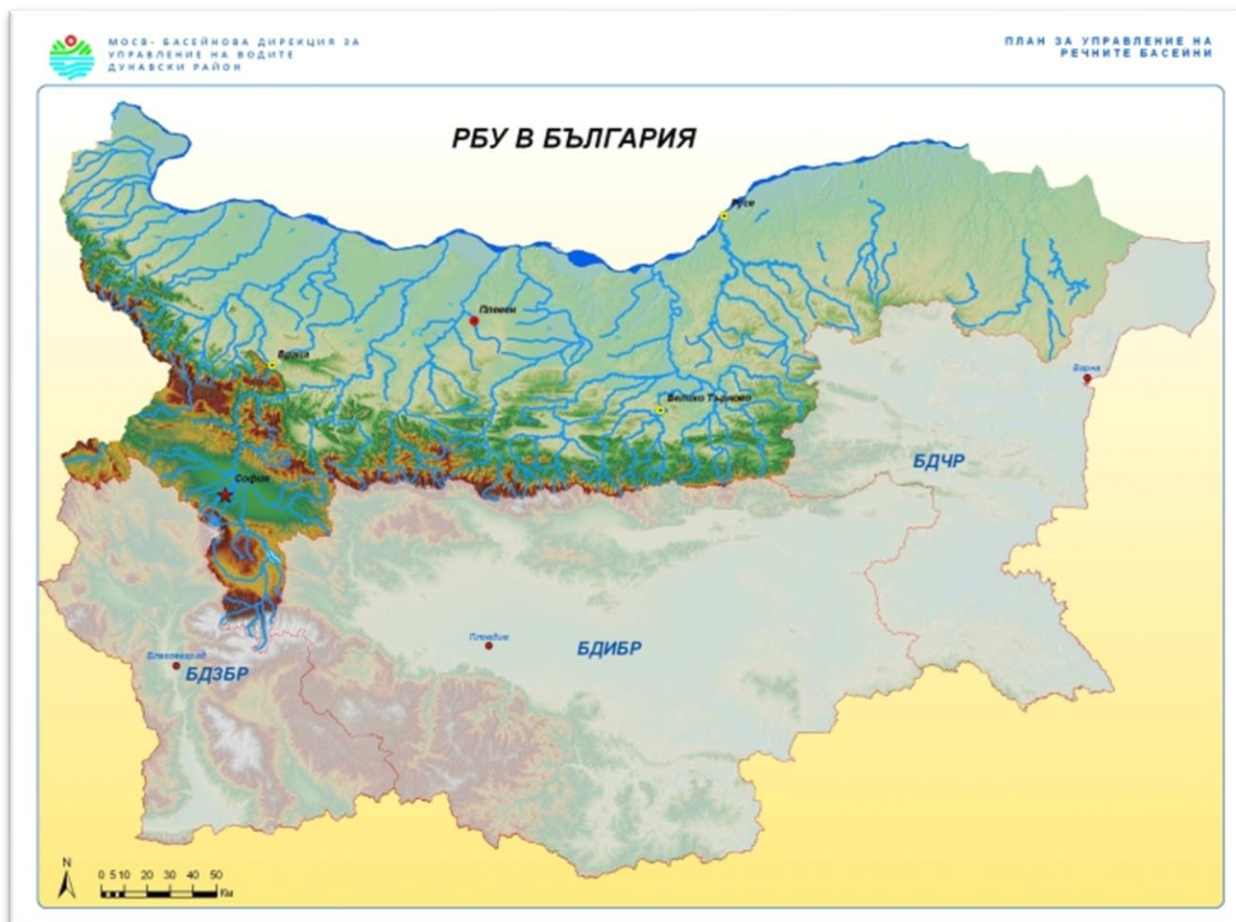 МОСВ- БАСЕЙНОВА ДИРЕКЦИЯ ЗА
УПРАВЛЕНИЕ НА ВОДИТЕ
ДУНАВСКИ РАЙОН
ПЛАН ЗА УПРАВЛЕНИЕ НА
РЕЧНИТЕ БАСЕЙНИ
РБУ В БЪЛГАРИЯ
Русе
Плевен
Враца
Варна
Велико Търново
БДЧР
София
Пловдив
БДИБР
Благоевград
БДЗБР
N
0 5 10 20 30 40 50
Км